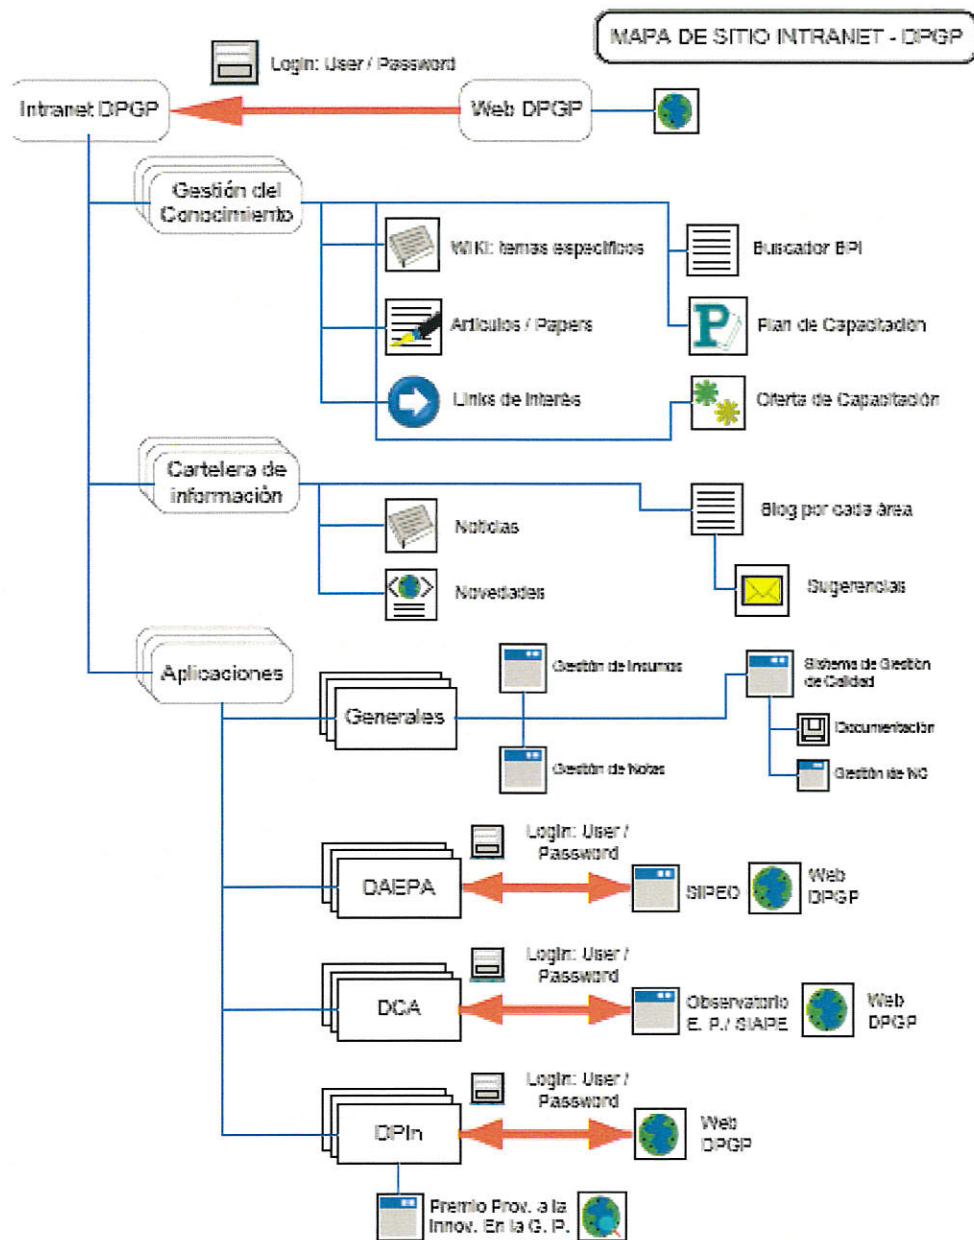 MAPA DE SITIO INTRANET - DPGP
Login: User / Password
Intranet DPGP
Web DPGP
Gestión del
Conocimiento
WIKI: temas específicos
Buscador BPI
Artículos / Papers
P
Plan de Capacitación
Links de Interés
Oferta de Capacitación
Cartelera de
información
Blog por cada área
Noticias
Novedades
Sugerencias
Aplicaciones
Gestión de Insumos
Sistema de Gestión
de Calidad
Generales
Documentación
Gestión de Notas
Gestión de NC
Login: User /
Password
DAEPA
SIPEO
Web
DPGP
Login: User /
Password
DCA
Observatorio
E. P./ SIAPE
Web
DPGP
Login: User /
Password
DPIn
Web
DPGP
Premio Prov. a la
Innov. En la G. P.